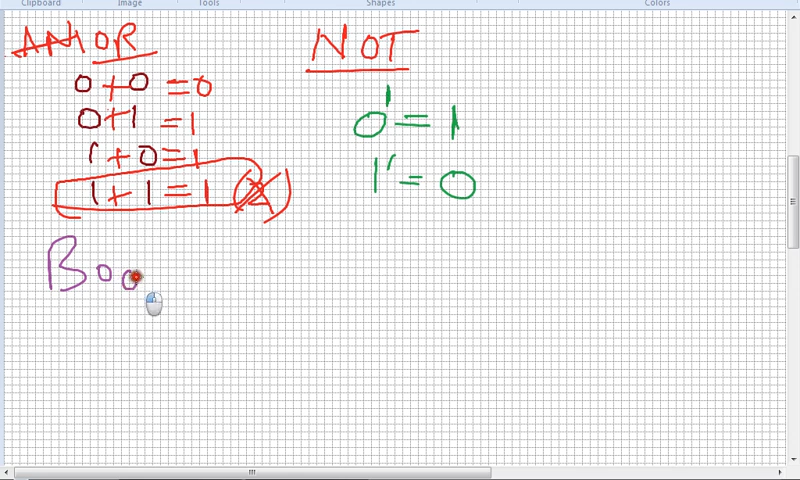 Clipboard Image Tools Shapes Colors
AND OR
0 + 0 = 0
0 + 1 = 1
1 + 0 = 1
1 + 1 = 1 (2)
NOT
0' = 1
1' = 0
Boo